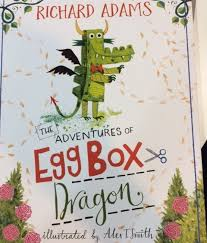 RICHARD ADAMS
THE
ADVENTURES OF
Egg Box
Dragon
illustrated by Alex T. Smith